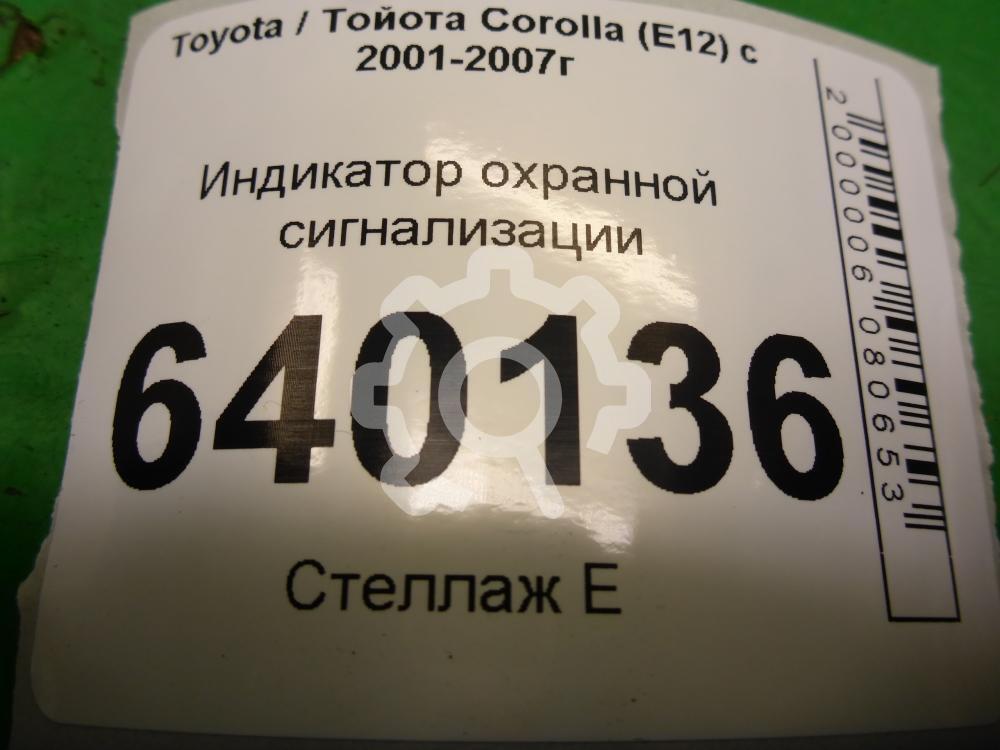 Toyota / Тойота Corolla (E12) с
2001-2007г
Индикатор охранной
сигнализации
640136
Стеллаж Е
2000006080653